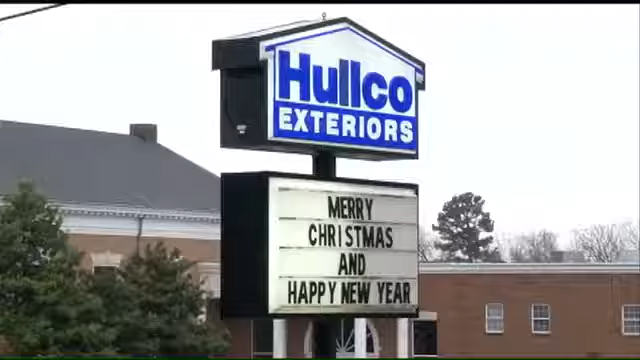 Hullco
EXTERIORS
MERRY
CHRISTMAS
AND
HAPPY NEW YEAR